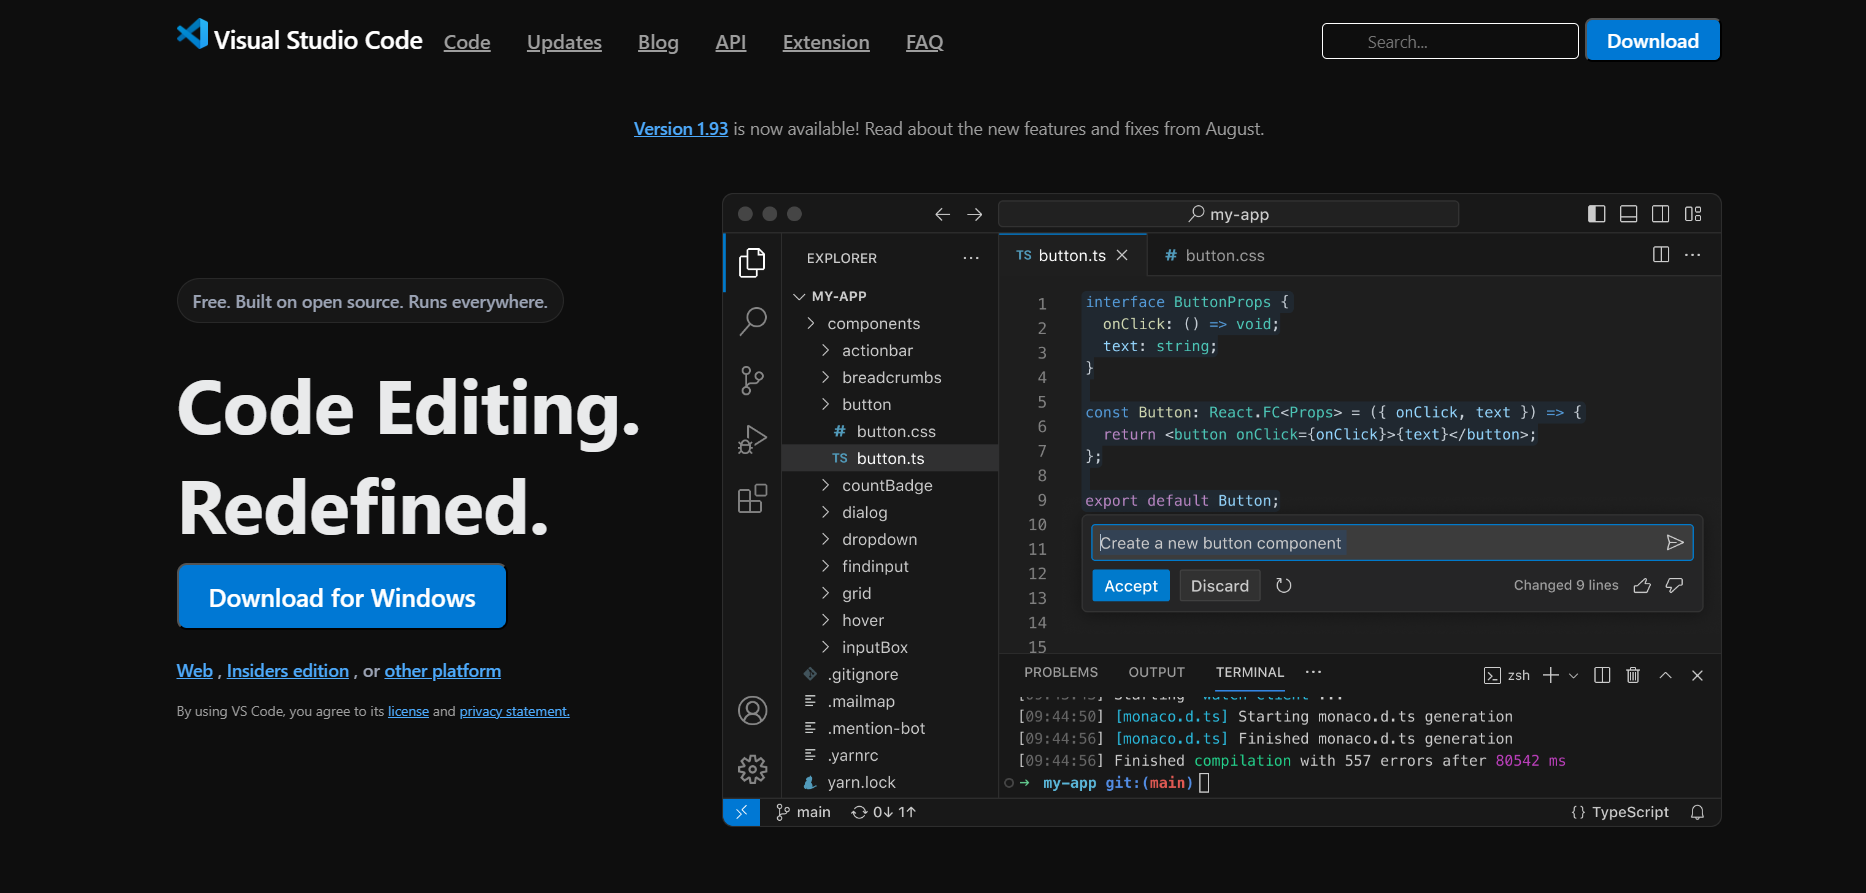 Visual Studio Code Code Updates Blog API Extension FAQ Search... Download
Version 1.93 is now available! Read about the new features and fixes from August.
Free. Built on open source. Runs everywhere.
Code Editing.
Redefined.
Download for Windows
Web , Insiders edition , or other platform
By using VS Code, you agree to its license and privacy statement.
my-app
EXPLORER ···
MY-APP
components
actionbar
breadcrumbs
button
# button.css
TS button.ts
countBadge
dialog
dropdown
findinput
grid
hover
inputBox
.gitignore
.mailmap
.mention-bot
.yarnrc
yarn.lock
TS button.ts # button.css ···
1 interface ButtonProps {
2 onClick: () => void;
3 text: string;
4 }
5
6 const Button: React.FC<Props> = ({ onClick, text }) => {
7 return <button onClick={onClick}>{text}</button>;
8 };
9
10 export default Button;
11
12
13
14
15
Create a new button component
Accept Discard Changed 9 lines
PROBLEMS OUTPUT TERMINAL ··· zsh
Starting 'watch-client'...
[09:44:50] [monaco.d.ts] Starting monaco.d.ts generation
[09:44:56] [monaco.d.ts] Finished monaco.d.ts generation
[09:44:56] Finished compilation with 557 errors after 80542 ms
→ my-app git:(main)
main 0↓ 1↑ {} TypeScript